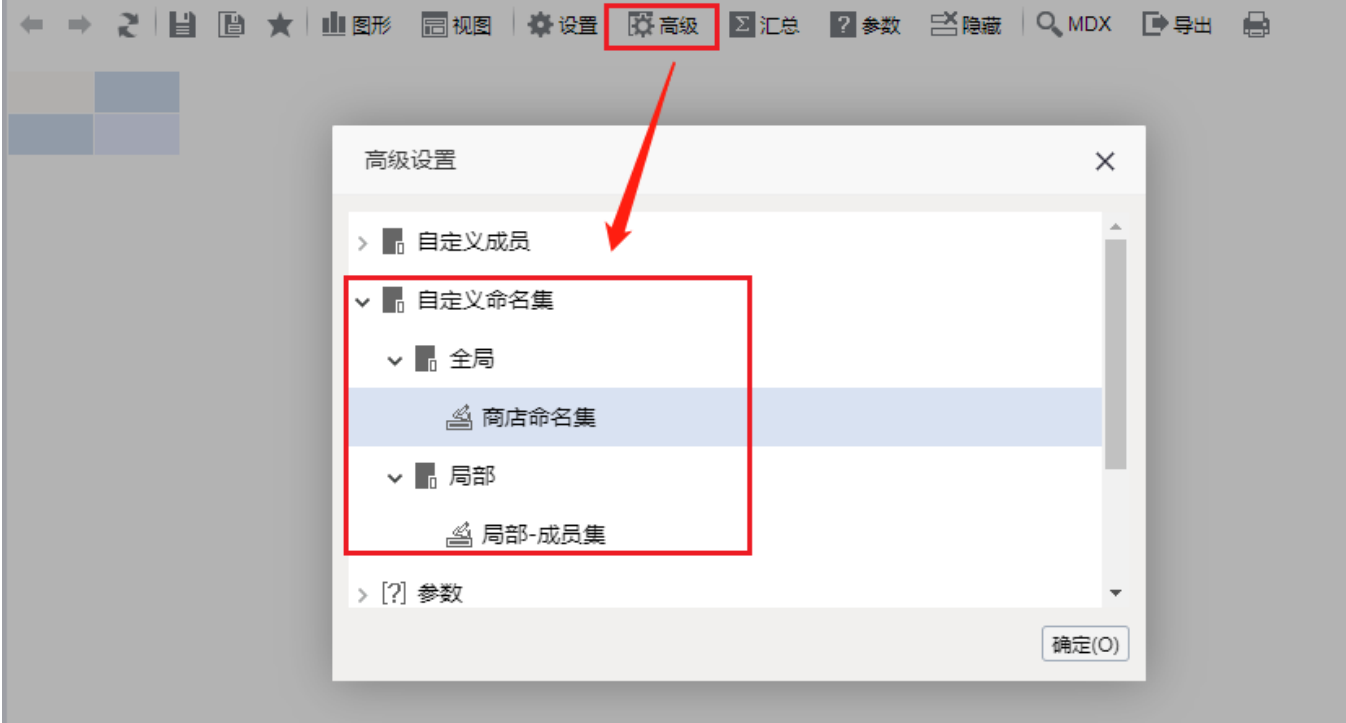 图形 视图 设置 高级 Σ 汇总 ? 参数 隐藏 MDX 导出
高级设置
自定义成员
自定义命名集
全局
商店命名集
局部
局部-成员集
[?] 参数
确定(O)